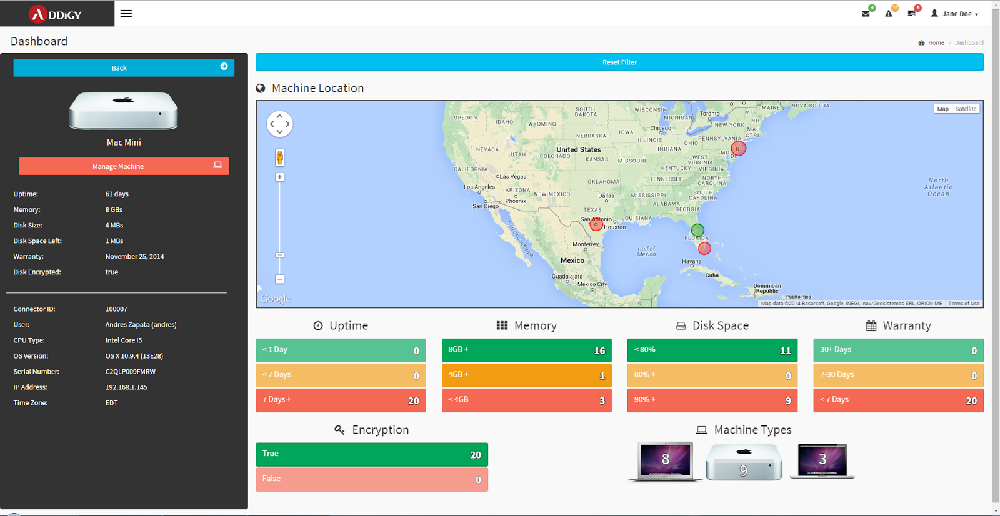 ADDiGY
4
10
9
Jane Doe
Dashboard
Home > Dashboard
Back
Reset Filter
Mac Mini
Manage Machine
Uptime: 61 days
Memory: 8 GBs
Disk Size: 4 MBs
Disk Space Left: 1 MBs
Warranty: November 25, 2014
Disk Encrypted: true
Connector ID: 100007
User: Andres Zapata (andres)
CPU Type: Intel Core i5
OS Version: OS X 10.9.4 (13E28)
Serial Number: C2QLP009FMRW
IP Address: 192.168.1.145
Time Zone: EDT
Machine Location
Map
Satellite
OREGON
IDAHO
WYOMING
SOUTH
DAKOTA
WISCONSIN
MICHIGAN
Toronto
VT
MAINE
NOVA SCOTIA
NH
NEW YORK
MA
CT RI
Chicago
IOWA
NEBRASKA
ILLINOIS
INDIANA
OHIO
PENNSYLVANIA
NJ
MD
DE
NEVADA
UTAH
COLORADO
United States
KANSAS
MISSOURI
WEST
VIRGINIA
KENTUCKY
VIRGINIA
CALIFORNIA
Las Vegas
OKLAHOMA
TENNESSEE
NORTH
CAROLINA
Los Angeles
ARIZONA
Phoenix
NEW MEXICO
Dallas
MISSISSIPPI
SOUTH
CAROLINA
ALABAMA
San Diego
TEXAS
GEORGIA
San Antonio
LOUISIANA
Houston
Gulf of California
FLORIDA
Monterrey
Gulf of
Mexico
Mexico
Havana
Cuba
Guadalajara
Mexico City
Dominican
Republic
Puerto Rico
North
Atlantic
Ocean
Google
Map data ©2014 Basarsoft, Google, INEGI, Inav/Geosistemas SRL, ORION-ME
Terms of Use
Uptime
< 1 Day 0
< 7 Days 0
7 Days + 20
Memory
8GB + 16
4GB + 1
< 4GB 3
Disk Space
< 80% 11
80% + 0
90% + 9
Warranty
30+ Days 0
7-30 Days 0
< 7 Days 20
Encryption
True 20
False 0
Machine Types
8
9
3